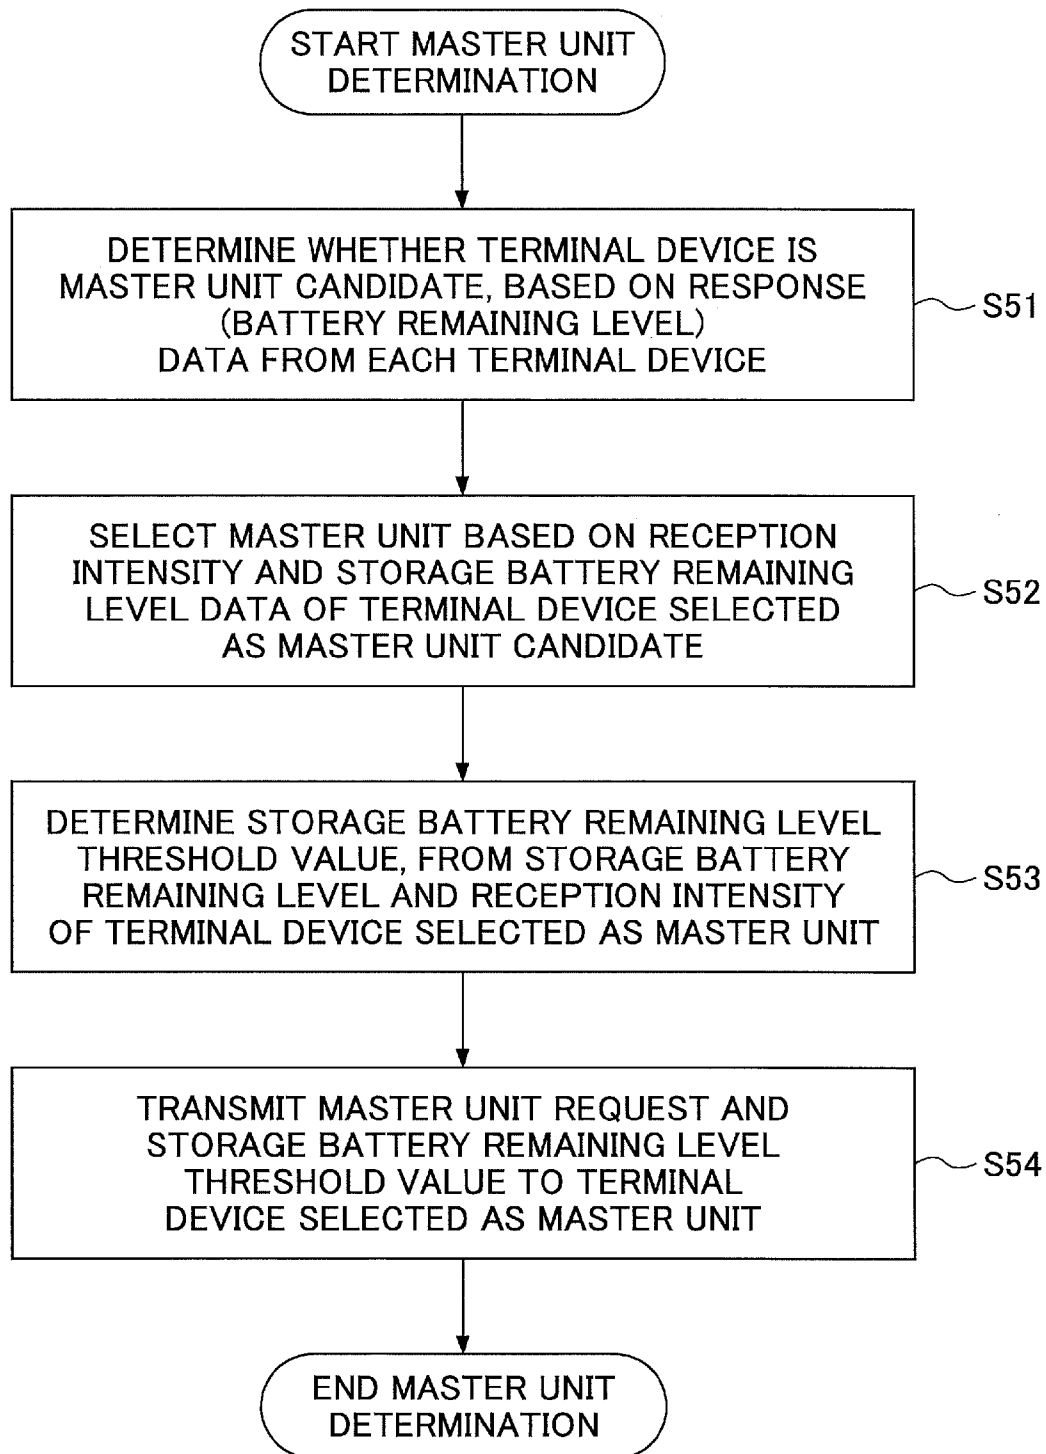 START MASTER UNIT
DETERMINATION
DETERMINE WHETHER TERMINAL DEVICE IS
MASTER UNIT CANDIDATE, BASED ON RESPONSE
(BATTERY REMAINING LEVEL)
DATA FROM EACH TERMINAL DEVICE
S51
SELECT MASTER UNIT BASED ON RECEPTION
INTENSITY AND STORAGE BATTERY REMAINING
LEVEL DATA OF TERMINAL DEVICE SELECTED
AS MASTER UNIT CANDIDATE
S52
DETERMINE STORAGE BATTERY REMAINING LEVEL
THRESHOLD VALUE, FROM STORAGE BATTERY
REMAINING LEVEL AND RECEPTION INTENSITY
OF TERMINAL DEVICE SELECTED AS MASTER UNIT
S53
TRANSMIT MASTER UNIT REQUEST AND
STORAGE BATTERY REMAINING LEVEL
THRESHOLD VALUE TO TERMINAL
DEVICE SELECTED AS MASTER UNIT
S54
END MASTER UNIT
DETERMINATION